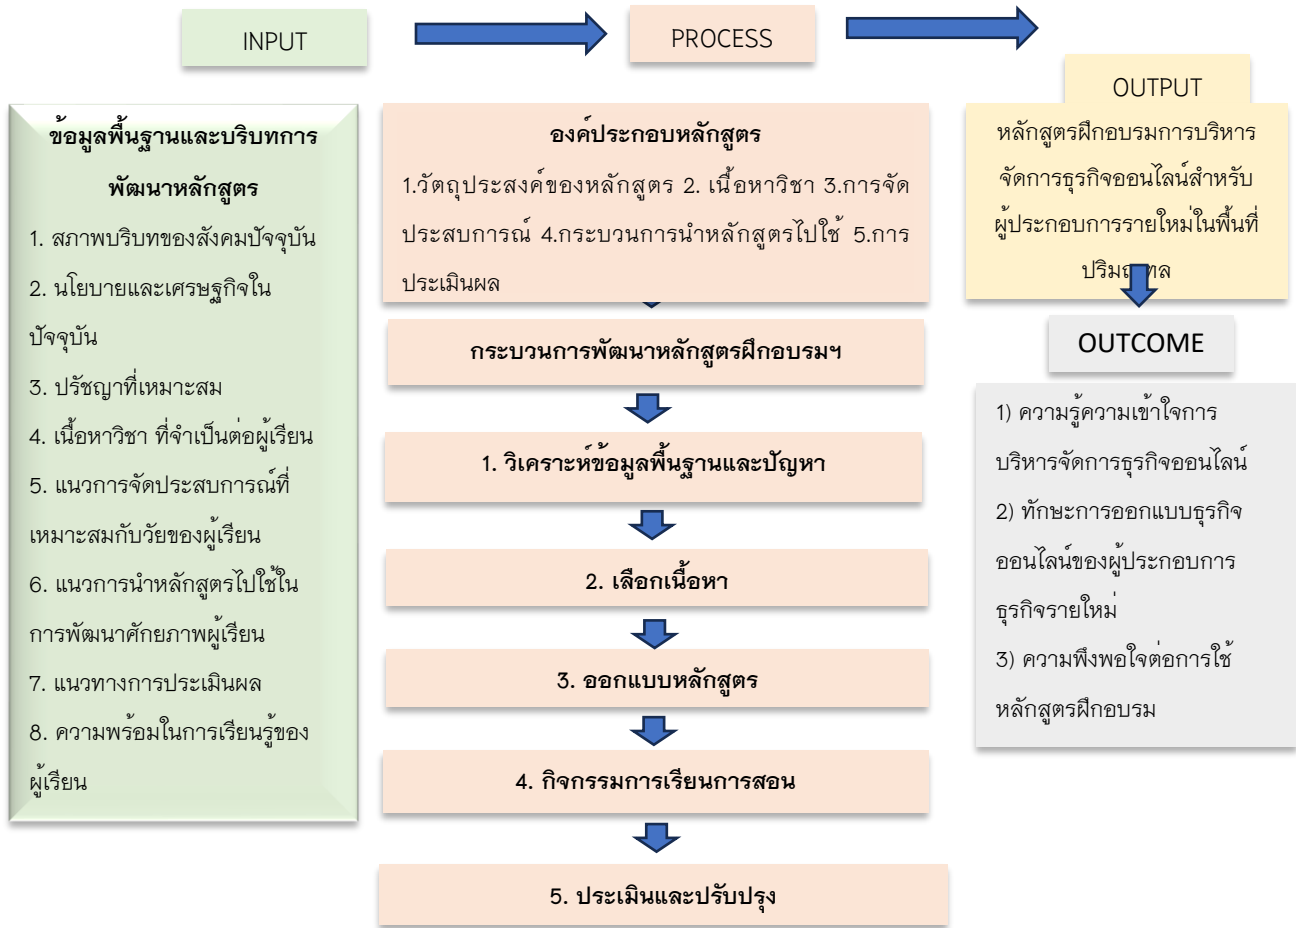 INPUT
PROCESS
OUTPUT
ข้อมูลพื้นฐานและบริบทการ
พัฒนาหลักสูตร
1. สภาพบริบทของสังคมปัจจุบัน
2. นโยบายและเศรษฐกิจใน
ปัจจุบัน
3. ปรัชญาที่เหมาะสม
4. เนื้อหาวิชา ที่จำเป็นต่อผู้เรียน
5. แนวการจัดประสบการณ์ที่
เหมาะสมกับวัยของผู้เรียน
6. แนวการนำหลักสูตรไปใช้ใน
การพัฒนาศักยภาพผู้เรียน
7. แนวทางการประเมินผล
8. ความพร้อมในการเรียนรู้ของ
ผู้เรียน
องค์ประกอบหลักสูตร
1.วัตถุประสงค์ของหลักสูตร 2. เนื้อหาวิชา 3.การจัด
ประสบการณ์ 4.กระบวนการนำหลักสูตรไปใช้ 5.การ
ประเมินผล
กระบวนการพัฒนาหลักสูตรฝึกอบรมฯ
1. วิเคราะห์ข้อมูลพื้นฐานและปัญหา
2. เลือกเนื้อหา
3. ออกแบบหลักสูตร
4. กิจกรรมการเรียนการสอน
5. ประเมินและปรับปรุง
หลักสูตรฝึกอบรมการบริหาร
จัดการธุรกิจออนไลน์สำหรับ
ผู้ประกอบการรายใหม่ในพื้นที่
OUTCOME
1) ความรู้ความเข้าใจการ
บริหารจัดการธุรกิจออนไลน์
2) ทักษะการออกแบบธุรกิจ
ออนไลน์ของผู้ประกอบการ
ธุรกิจรายใหม่
3) ความพึงพอใจต่อการใช้
หลักสูตรฝึกอบรม